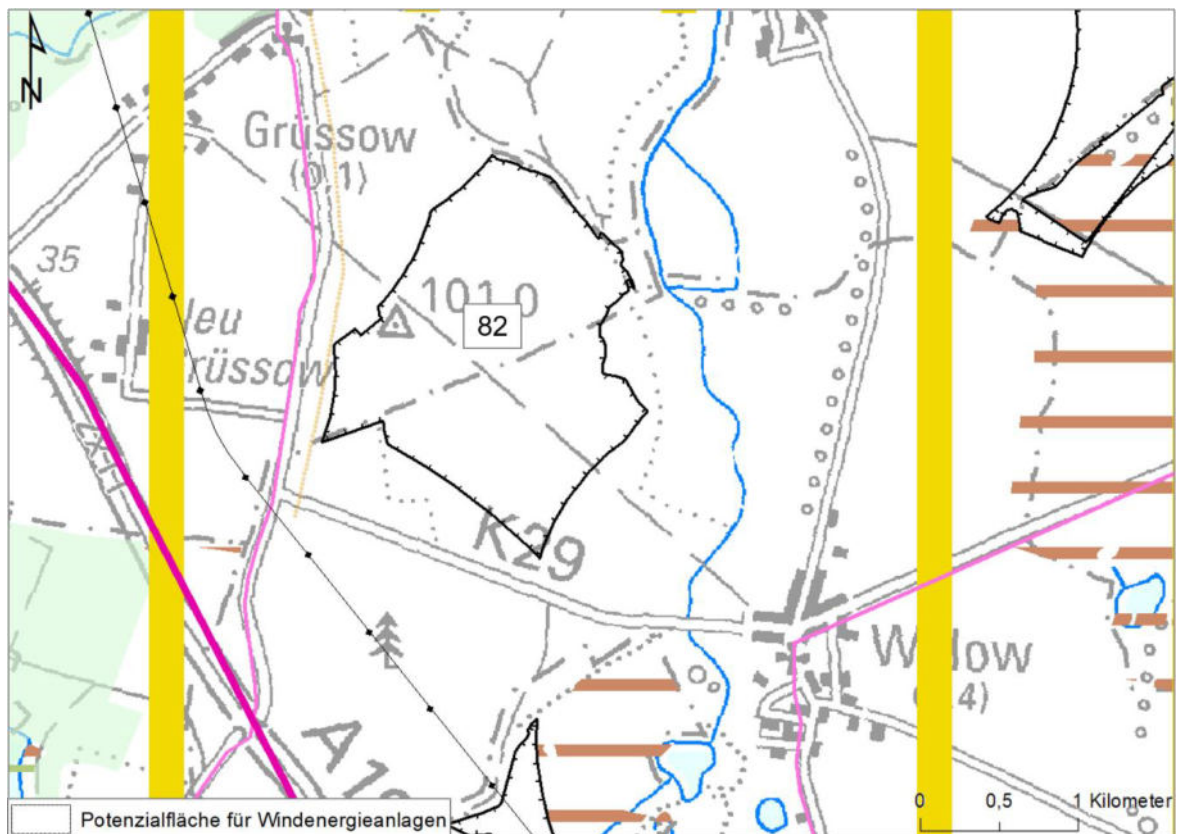 N
Grüssow
(0,1)
35
101.0
82
K29
0 0,5 1 Kilometer
Potenzialfläche für Windenergieanlagen